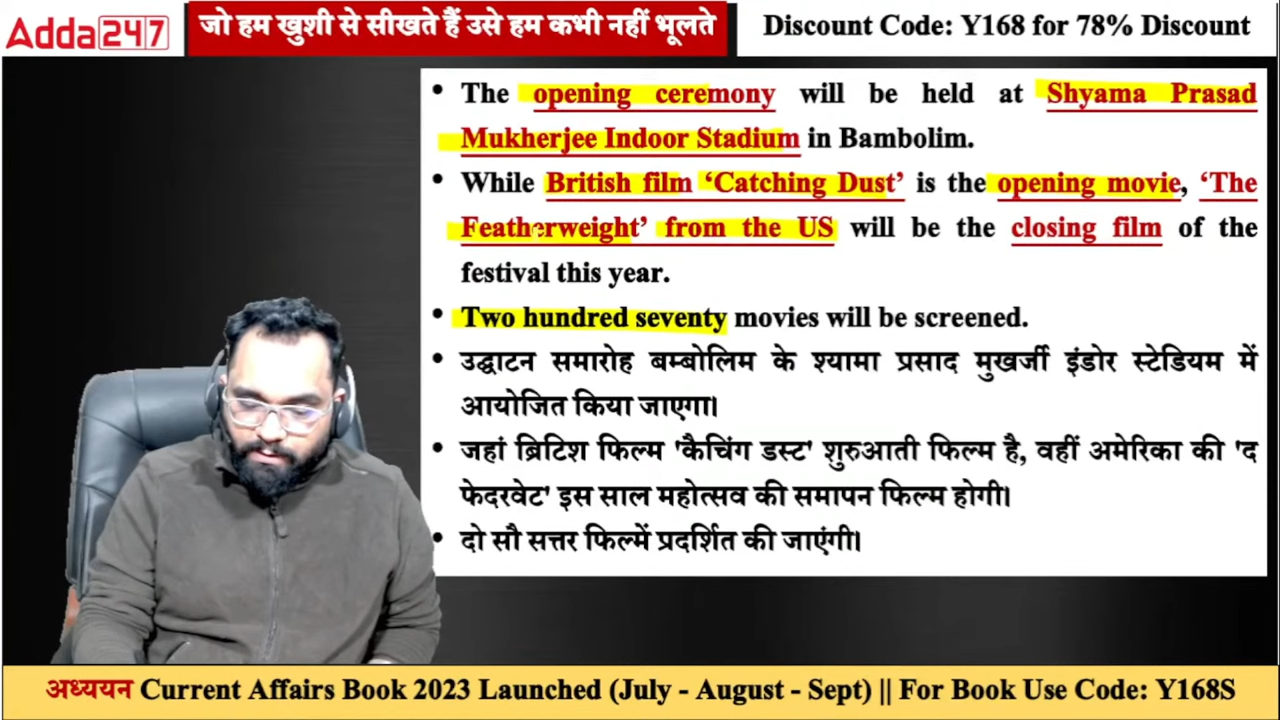 Adda247
जो हम खुशी से सीखते हैं उसे हम कभी नहीं भूलते
Discount Code: Y168 for 78% Discount
• The opening ceremony will be held at Shyama Prasad
Mukherjee Indoor Stadium in Bambolim.
• While British film ‘Catching Dust’ is the opening movie, ‘The
Featherweight’ from the US will be the closing film of the
festival this year.
• Two hundred seventy movies will be screened.
• उद्घाटन समारोह बम्बोलिम के श्यामा प्रसाद मुखर्जी इंडोर स्टेडियम में
आयोजित किया जाएगा।
• जहां ब्रिटिश फिल्म 'कैचिंग डस्ट' शुरुआती फिल्म है, वहीं अमेरिका की 'द
फेदरवेट' इस साल महोत्सव की समापन फिल्म होगी।
• दो सौ सत्तर फिल्में प्रदर्शित की जाएंगी।
अध्ययन Current Affairs Book 2023 Launched (July - August - Sept) || For Book Use Code: Y168S